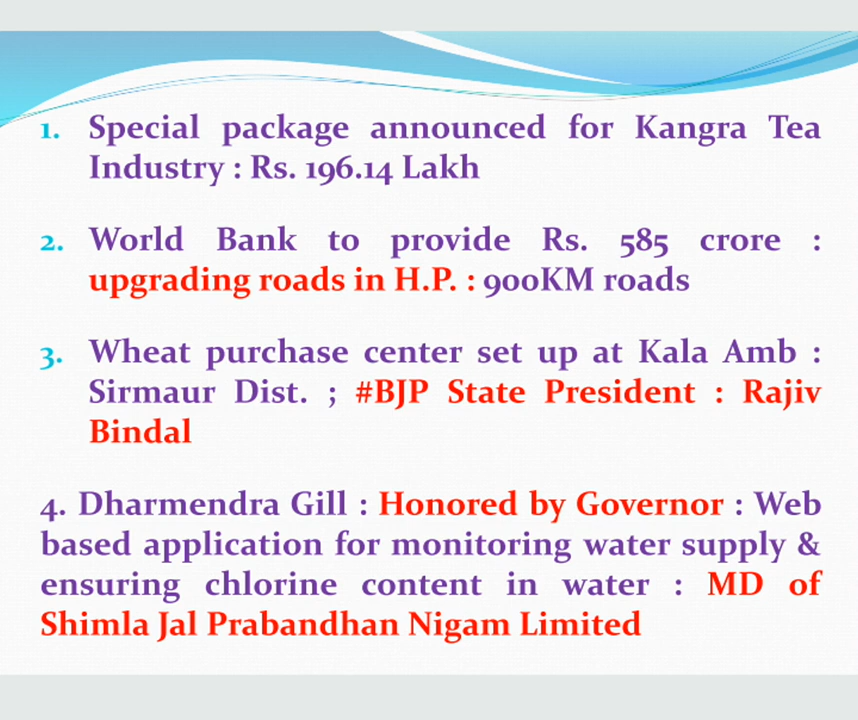 1. Special package announced for Kangra Tea
Industry : Rs. 196.14 Lakh
2. World Bank to provide Rs. 585 crore :
upgrading roads in H.P. : 900KM roads
3. Wheat purchase center set up at Kala Amb :
Sirmaur Dist. ; #BJP State President : Rajiv
Bindal
4. Dharmendra Gill : Honored by Governor : Web
based application for monitoring water supply &
ensuring chlorine content in water : MD of
Shimla Jal Prabandhan Nigam Limited